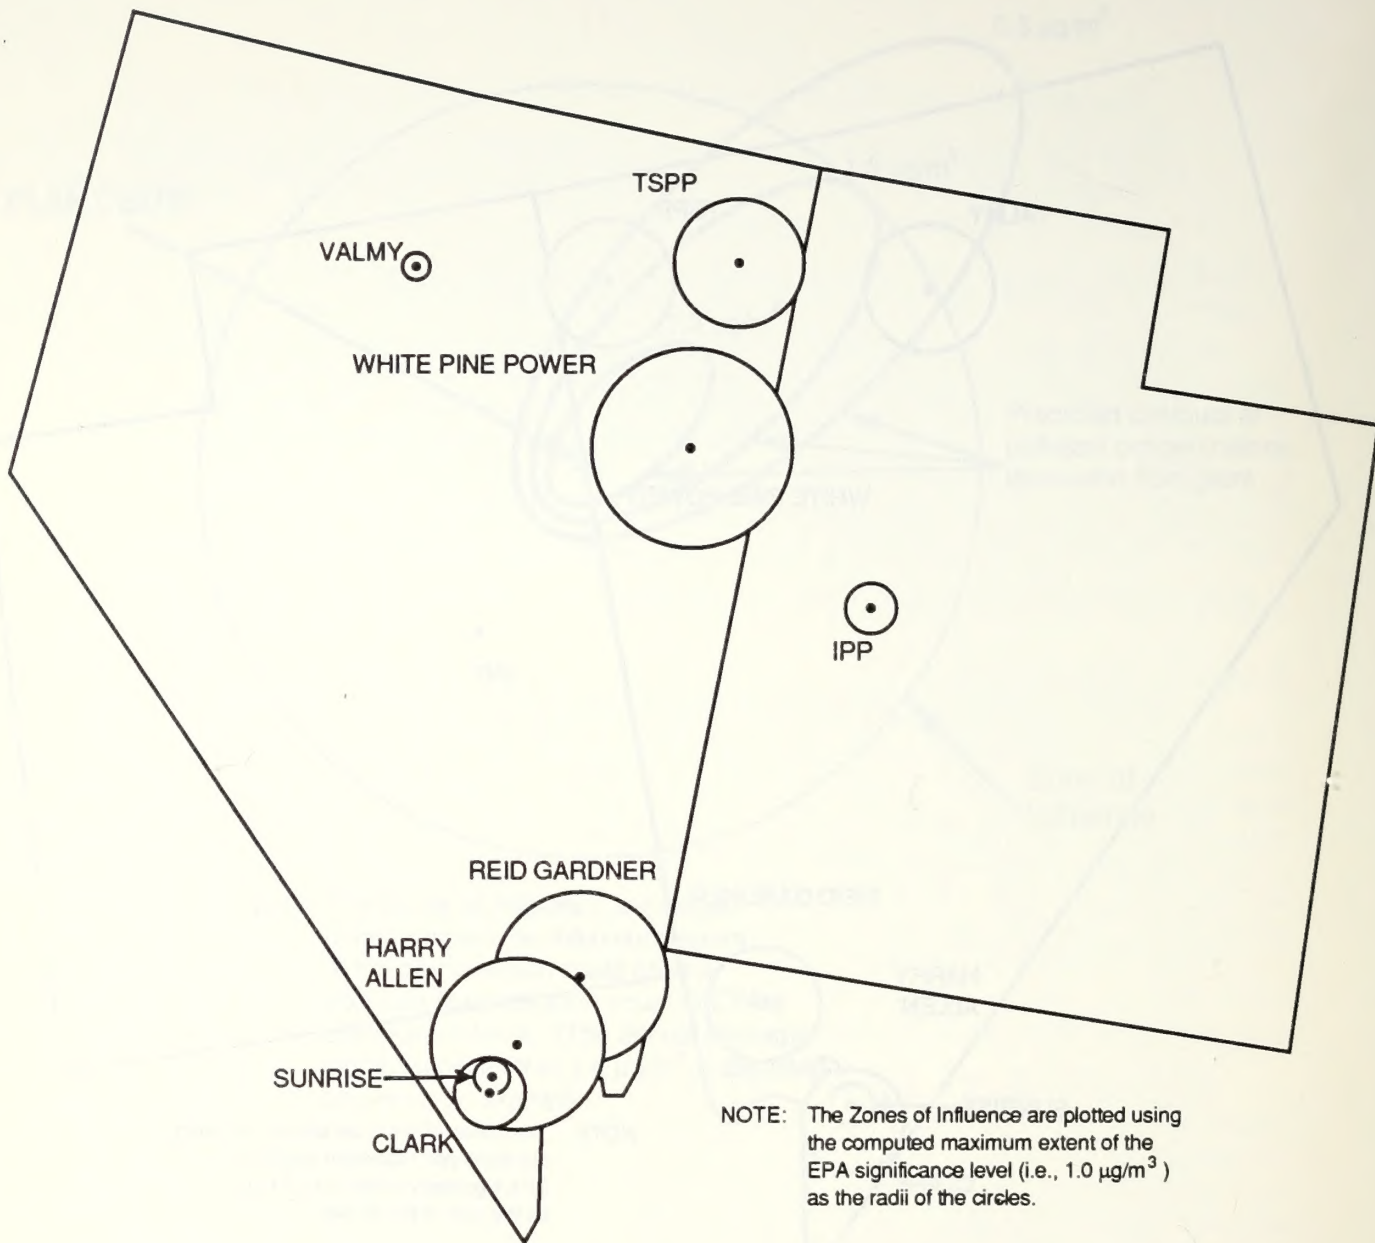 TSPP
VALMY
WHITE PINE POWER
IPP
REID GARDNER
HARRY
ALLEN
SUNRISE
CLARK
NOTE: The Zones of Influence are plotted using
the computed maximum extent of the
EPA significance level (i.e., 1.0 µg/m³ )
as the radii of the circles.